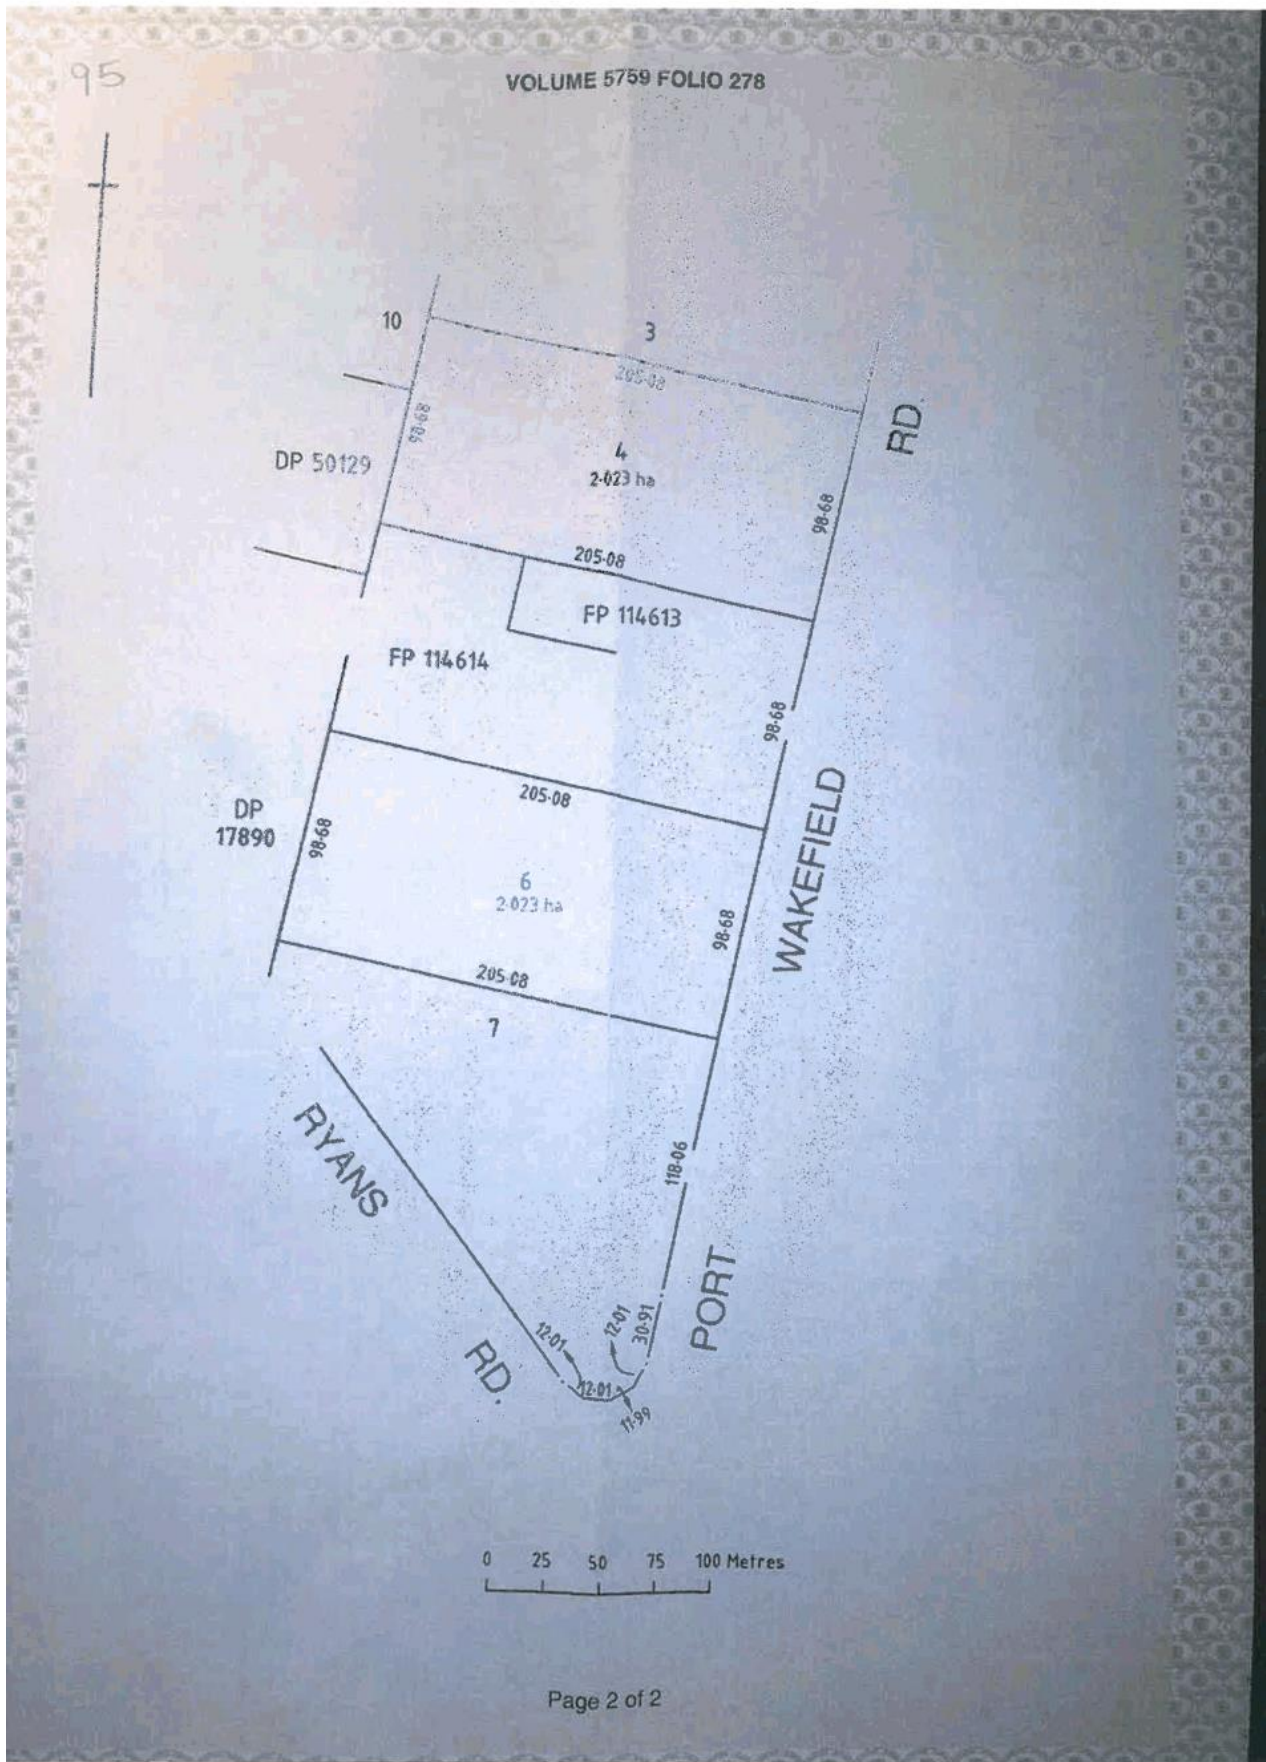 95
VOLUME 5759 FOLIO 278
10
3
205·08
RD.
98·68
4
2·023 ha
DP 50129
98·68
205·08
FP 114613
FP 114614
98·68
205·08
WAKEFIELD
DP
17890
98·68
6
2·023 ha
98·68
205·08
7
RYANS
118·06
PORT
12·01
30·91
12·01
RD.
12·01
11·99
0 25 50 75 100 Metres
Page 2 of 2